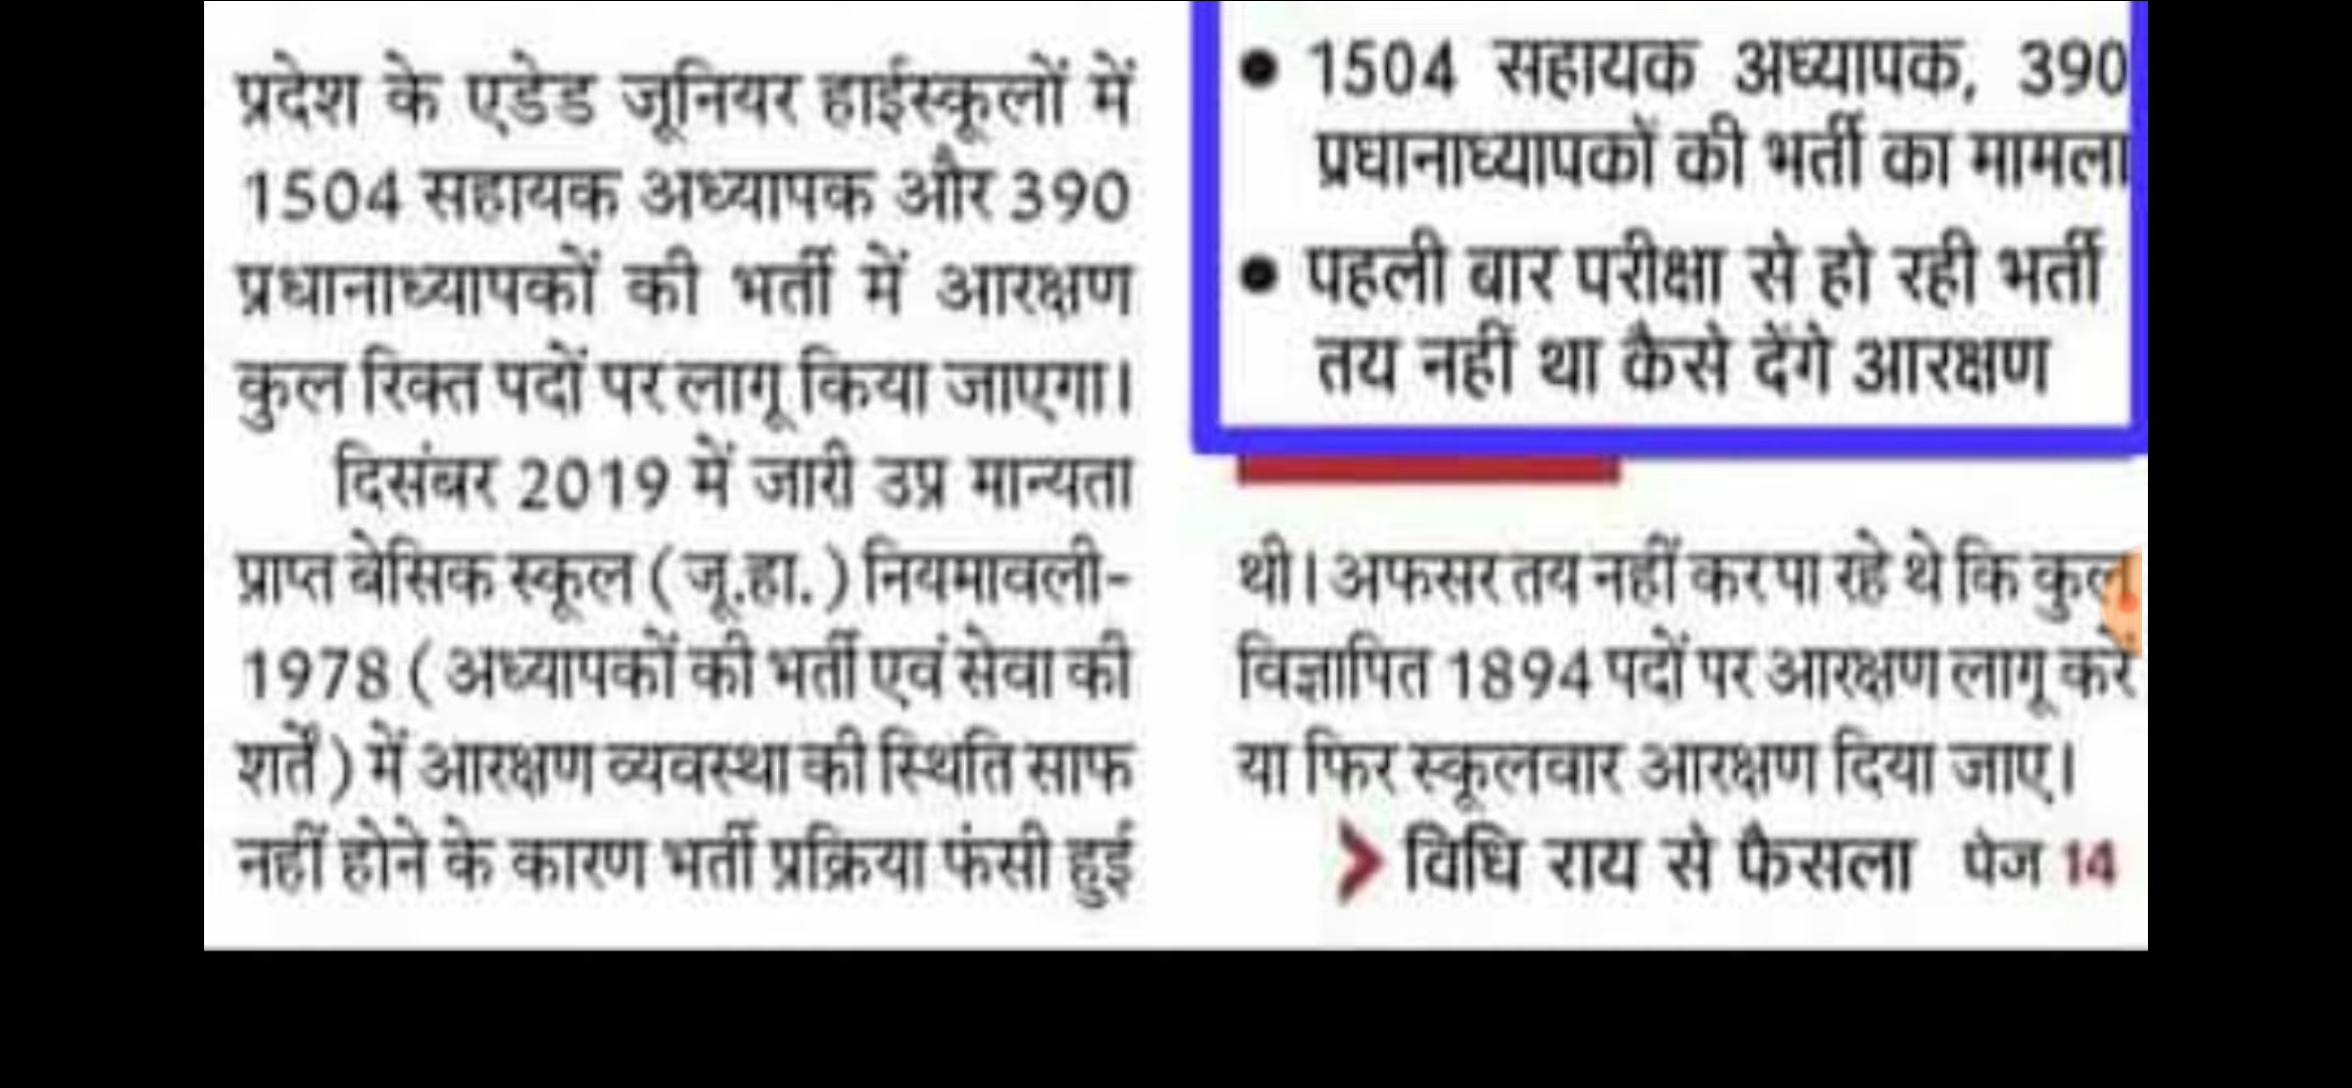 प्रदेश के एडेड जूनियर हाईस्कूलों में
1504 सहायक अध्यापक और 390
प्रधानाध्यापकों की भर्ती में आरक्षण
कुल रिक्त पदों पर लागू किया जाएगा।
दिसंबर 2019 में जारी उप्र मान्यता
प्राप्त बेसिक स्कूल (जू.हा.) नियमावली-
1978 (अध्यापकों की भर्ती एवं सेवा की
शर्तें) में आरक्षण व्यवस्था की स्थिति साफ
नहीं होने के कारण भर्ती प्रक्रिया फंसी हुई
● 1504 सहायक अध्यापक, 390
प्रधानाध्यापकों की भर्ती का मामला
● पहली बार परीक्षा से हो रही भर्ती
तय नहीं था कैसे देंगे आरक्षण
थी। अफसर तय नहीं कर पा रहे थे कि कुल
विज्ञापित 1894 पदों पर आरक्षण लागू करें
या फिर स्कूलवार आरक्षण दिया जाए।
विधि राय से फैसला पेज 14